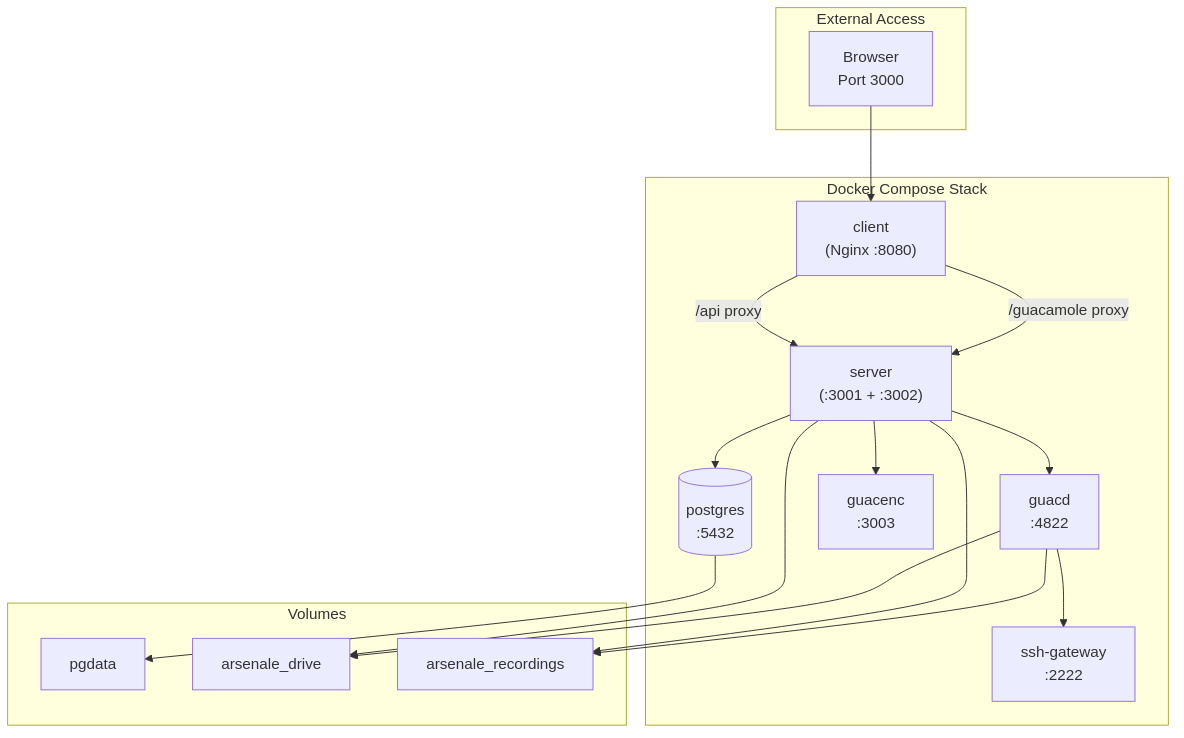 External Access
Browser
Port 3000
Docker Compose Stack
client
(Nginx :8080)
/api proxy
/guacamole proxy
server
(:3001 + :3002)
postgres
:5432
guacenc
:3003
guacd
:4822
Volumes
pgdata
arsenale_drive
arsenale_recordings
ssh-gateway
:2222